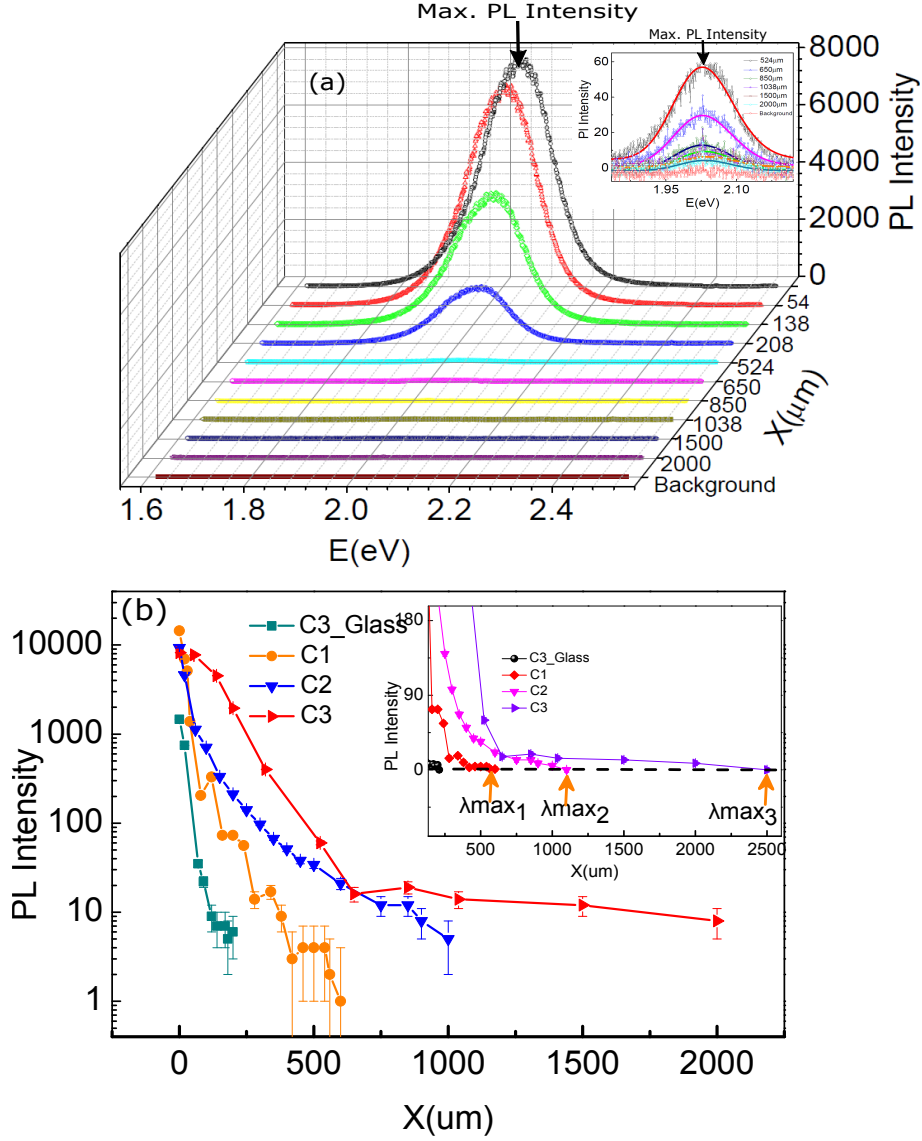 Max. PL Intensity
(a)
8000
6000
4000
2000
0
PL Intensity
Max. PL Intensity
60
40
20
0
PI Intensity
524μm
650μm
850μm
1038μm
1500μm
2000μm
Background
1.95
2.10
E(eV)
54
138
208
524
650
850
1038
1500
2000
Background
X(μm)
1.6
1.8
2.0
2.2
2.4
E(eV)
(b)
10000
1000
100
10
1
PL Intensity
C3_Glass
C1
C2
C3
180
90
0
PL Intensity
C3_Glass
C1
C2
C3
λmax1
λmax2
λmax3
500
1000
1500
2000
2500
X(um)
0
500
1000
1500
2000
X(um)